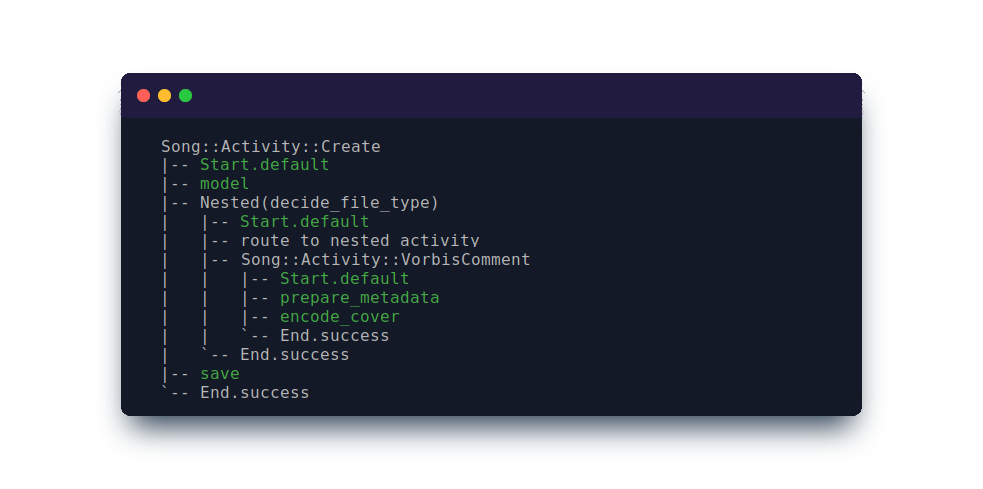 Song::Activity::Create
|-- Start.default
|-- model
|-- Nested(decide_file_type)
|   |-- Start.default
|   |-- route to nested activity
|   |-- Song::Activity::VorbisComment
|   |   |-- Start.default
|   |   |-- prepare_metadata
|   |   |-- encode_cover
|   |   `-- End.success
|   `-- End.success
|-- save
`-- End.success